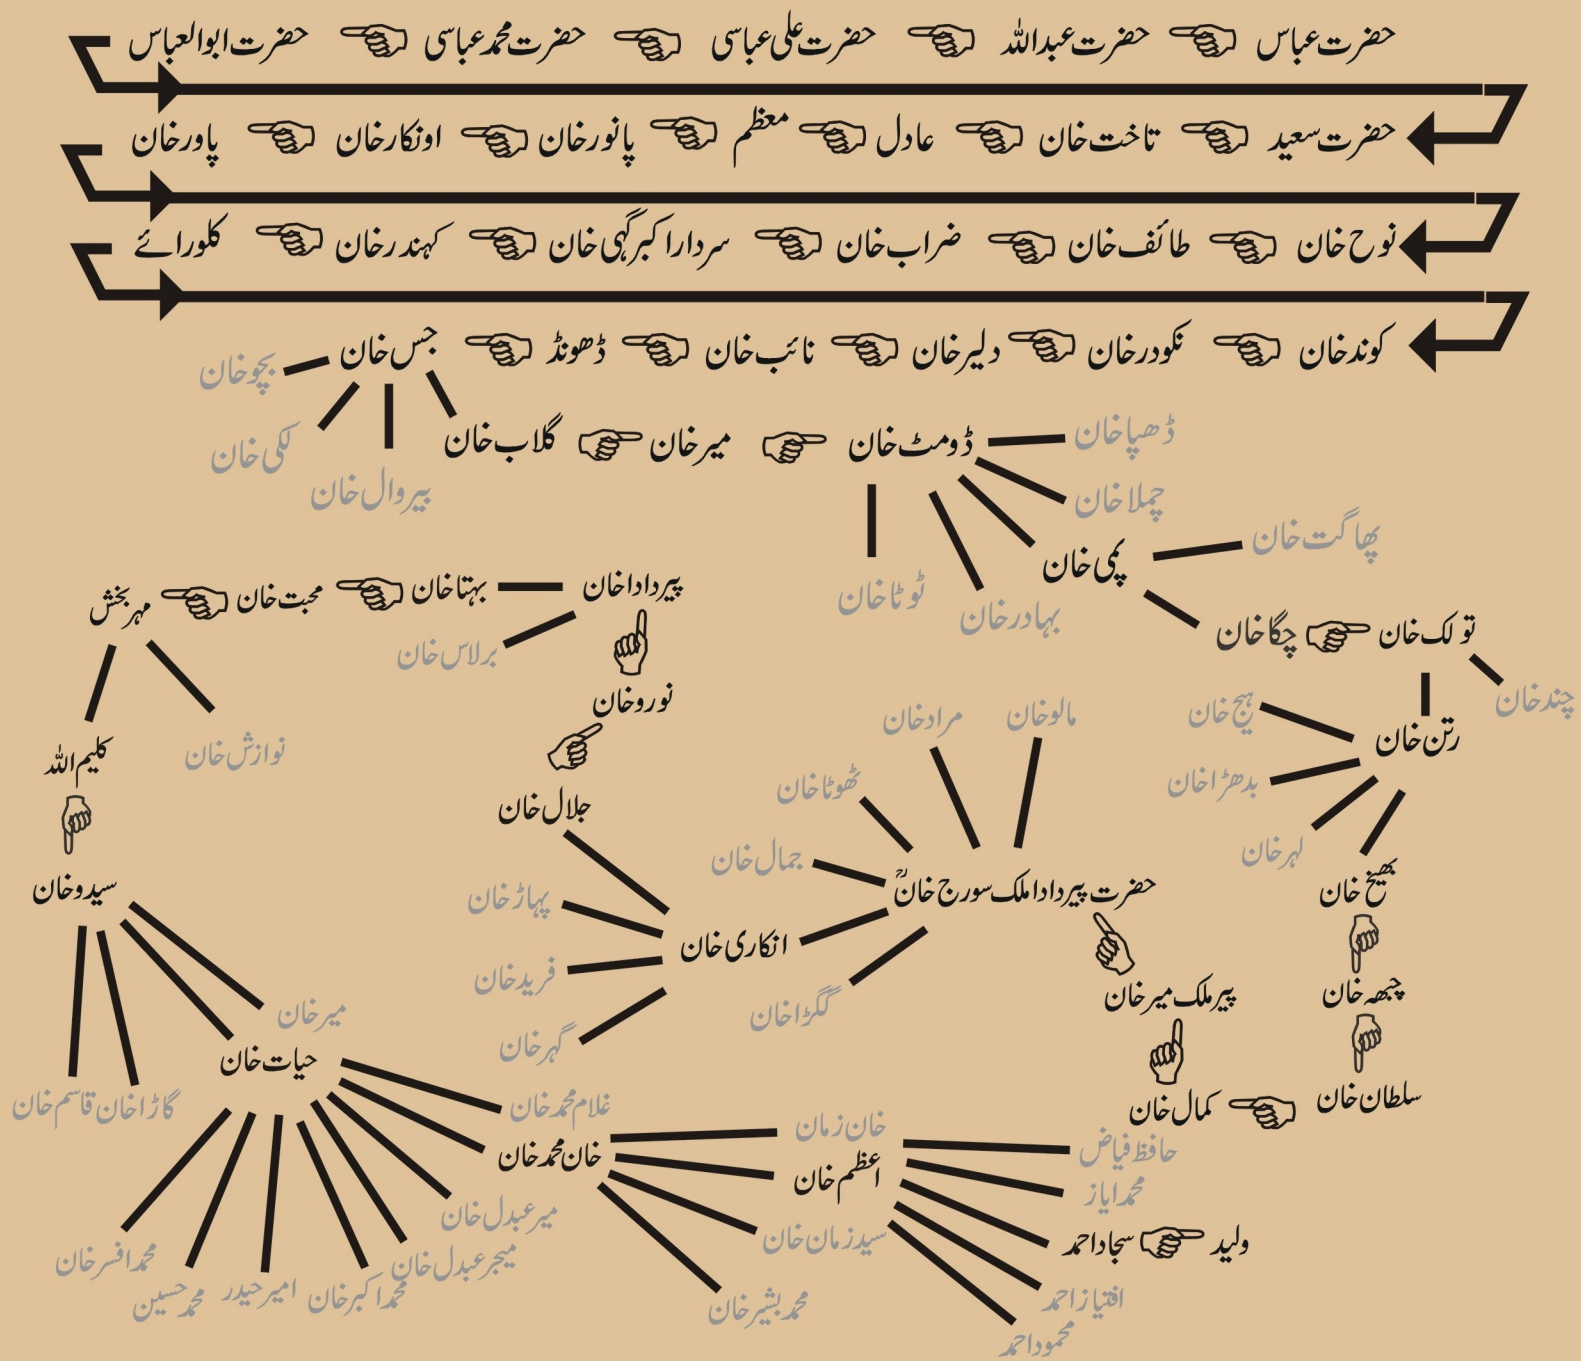 حضرت عباس حضرت عبداللہ حضرت علی عباسی حضرت محمد عباسی حضرت ابوالعباس
حضرت سعید تاخت خان عادل معظم پانور خان اونکار خان پاور خان
نوح خان طائف خان ضراب خان سردار اکبر گہی خان کہندر خان کلورائے
کوند خان نکودر خان دلیر خان نائب خان ڈھونڈ جس خان بچو خان
ڈھپا خان ڈومٹ خان میر خان گلاب خان لکی خان
چملا خان بیروال خان
پھاگت خان پمی خان ٹوٹا خان بہادر خان
پیر دادا خان بہتا خان محبت خان مہر بخش
تولک خان چگا خان برلاس خان
چند خان ہیج خان مالو خان مراد خان نورو خان
رتن خان نوازش خان کلیم اللہ
بدھڑا خان ٹھوٹا خان جلال خان
لہر خان جمال خان
بھیخ خان حضرت پیر دادا ملک سورج خانؒ پہاڑ خان سیدو خان
انکاری خان فرید خان
چبھہ خان پیر ملک میر خان گگڑا خان میر خان
گہر خان حیات خان
سلطان خان کمال خان غلام محمد خان گاڑا خان قاسم خان
خان زمان حافظ فیاض
خان محمد خان اعظم خان محمد ایاز
ولید سجاد احمد سید زمان خان میر عبدل خان
میجر عبدل خان محمد افسر خان
افتیاز احمد محمد بشیر خان محمد اکبر خان امیر حیدر محمد حسین
محمود احمد